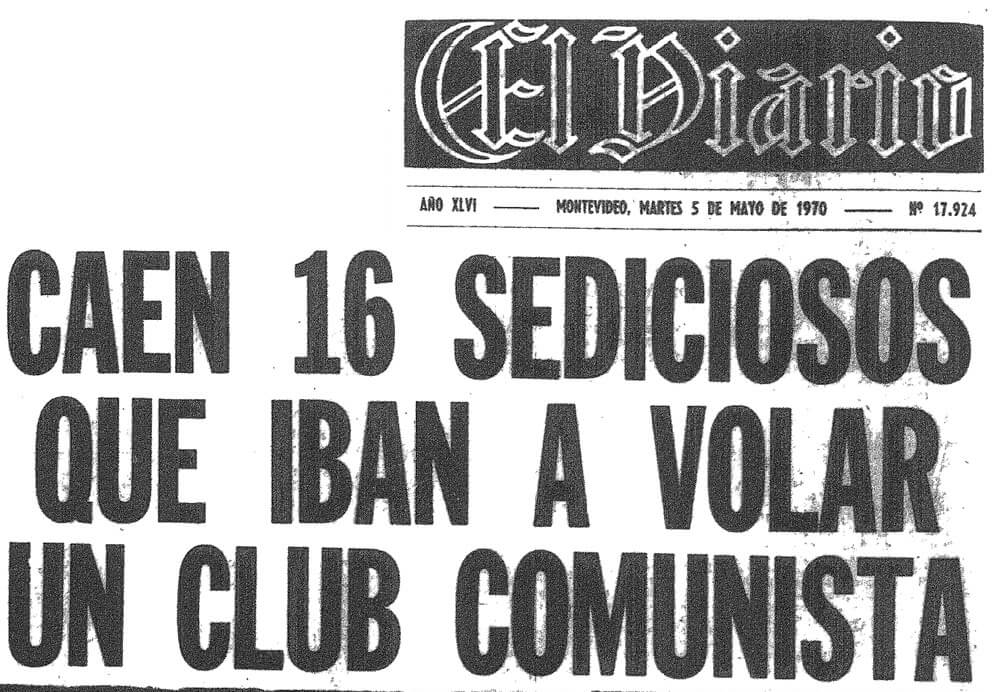 El Diario
AÑO XLVI —— MONTEVIDEO, MARTES 5 DE MAYO DE 1970 —— Nº 17.924
CAEN 16 SEDICIOSOS
QUE IBAN A VOLAR
UN CLUB COMUNISTA